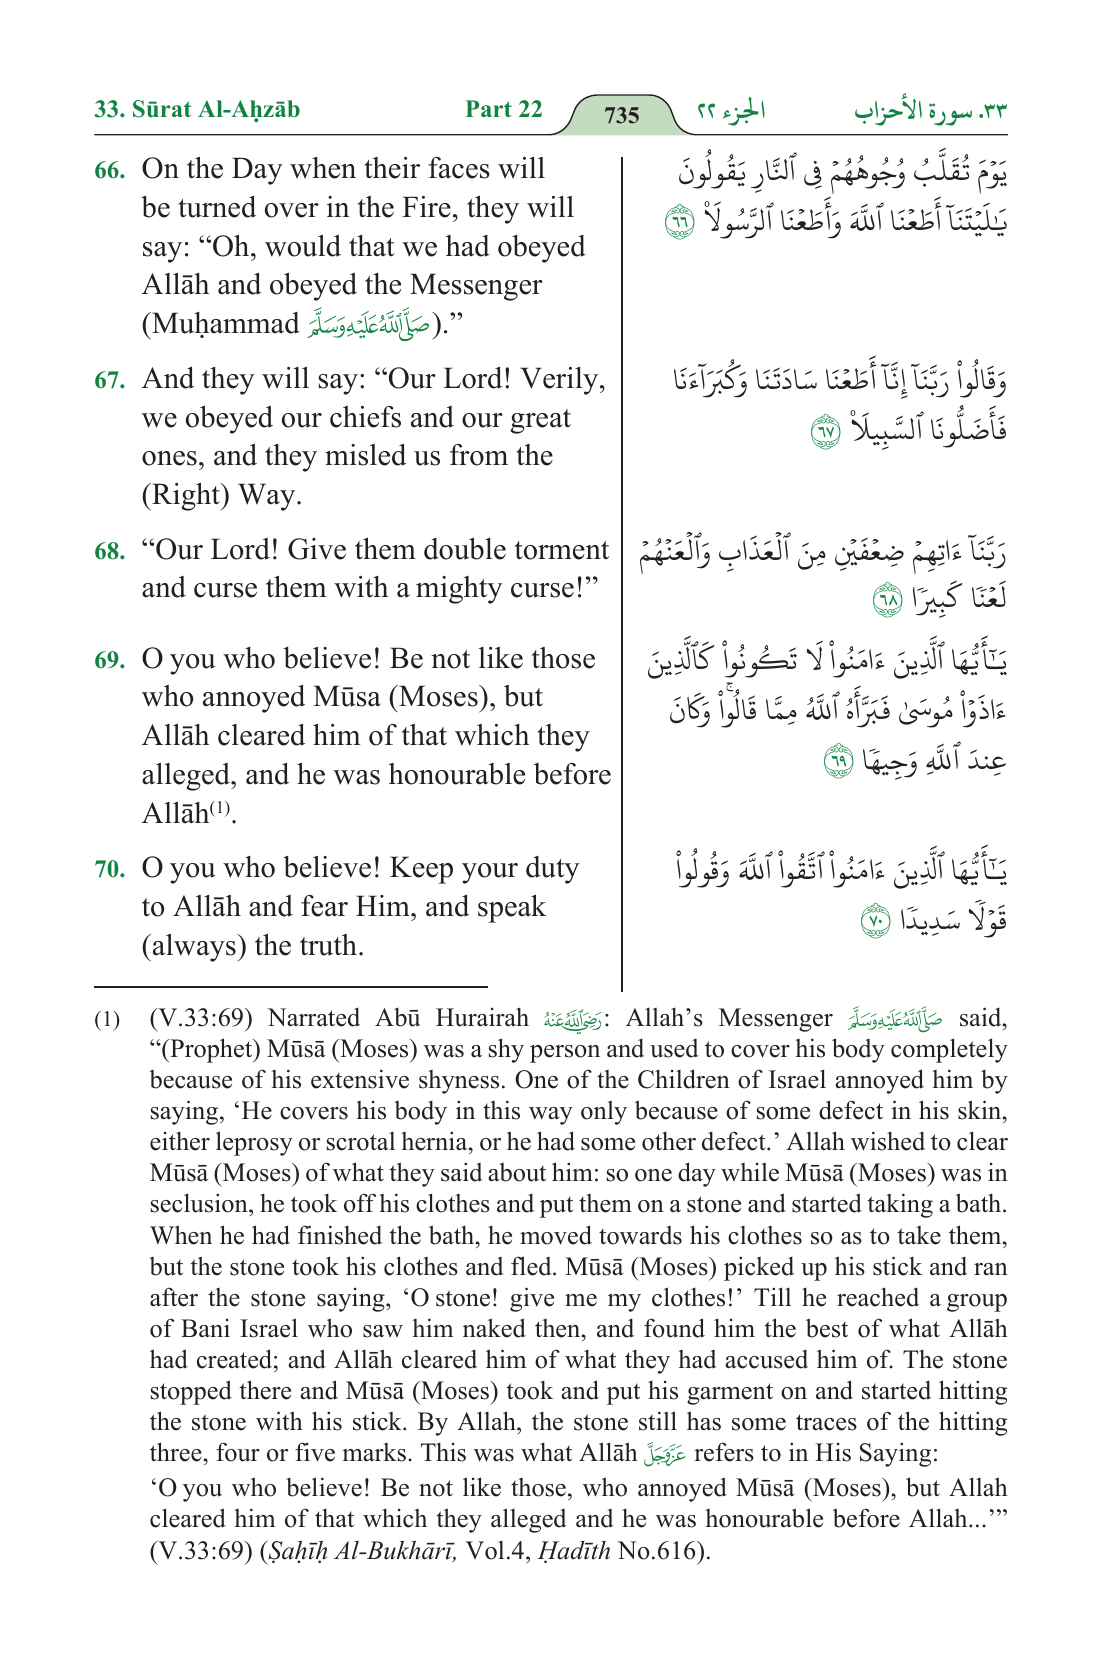 33. Sūrat Al-Aḥzāb Part 22 735 الجزء ٢٢ ٣٣. سورة الأحزاب
66. On the Day when their faces will
be turned over in the Fire, they will
say: “Oh, would that we had obeyed
Allāh and obeyed the Messenger
(Muḥammad صَلَّى ٱللَّهُ عَلَيْهِ وَسَلَّمَ).”
يَوْمَ تُقَلَّبُ وُجُوهُهُمْ فِى ٱلنَّارِ يَقُولُونَ
يَـٰلَيْتَنَآ أَطَعْنَا ٱللَّهَ وَأَطَعْنَا ٱلرَّسُولَا۠ ٦٦
67. And they will say: “Our Lord! Verily,
we obeyed our chiefs and our great
ones, and they misled us from the
(Right) Way.
وَقَالُوا۟ رَبَّنَآ إِنَّآ أَطَعْنَا سَادَتَنَا وَكُبَرَآءَنَا
فَأَضَلُّونَا ٱلسَّبِيلَا۠ ٦٧
68. “Our Lord! Give them double torment
and curse them with a mighty curse!”
رَبَّنَآ ءَاتِهِمْ ضِعْفَيْنِ مِنَ ٱلْعَذَابِ وَٱلْعَنْهُمْ
لَعْنًا كَبِيرًا ٦٨
69. O you who believe! Be not like those
who annoyed Mūsa (Moses), but
Allāh cleared him of that which they
alleged, and he was honourable before
Allāh(1).
يَـٰٓأَيُّهَا ٱلَّذِينَ ءَامَنُوا۟ لَا تَكُونُوا۟ كَٱلَّذِينَ
ءَاذَوْا۟ مُوسَىٰ فَبَرَّأَهُ ٱللَّهُ مِمَّا قَالُوا۟ ۚ وَكَانَ
عِندَ ٱللَّهِ وَجِيهًا ٦٩
70. O you who believe! Keep your duty
to Allāh and fear Him, and speak
(always) the truth.
يَـٰٓأَيُّهَا ٱلَّذِينَ ءَامَنُوا۟ ٱتَّقُوا۟ ٱللَّهَ وَقُولُوا۟
قَوْلًا سَدِيدًا ٧٠
(1) (V.33:69) Narrated Abū Hurairah رَضِيَ ٱللَّهُ عَنْهُ: Allah’s Messenger صَلَّى ٱللَّهُ عَلَيْهِ وَسَلَّمَ said,
“(Prophet) Mūsā (Moses) was a shy person and used to cover his body completely
because of his extensive shyness. One of the Children of Israel annoyed him by
saying, ‘He covers his body in this way only because of some defect in his skin,
either leprosy or scrotal hernia, or he had some other defect.’ Allah wished to clear
Mūsā (Moses) of what they said about him: so one day while Mūsā (Moses) was in
seclusion, he took off his clothes and put them on a stone and started taking a bath.
When he had finished the bath, he moved towards his clothes so as to take them,
but the stone took his clothes and fled. Mūsā (Moses) picked up his stick and ran
after the stone saying, ‘O stone! give me my clothes!’ Till he reached a group
of Bani Israel who saw him naked then, and found him the best of what Allāh
had created; and Allāh cleared him of what they had accused him of. The stone
stopped there and Mūsā (Moses) took and put his garment on and started hitting
the stone with his stick. By Allah, the stone still has some traces of the hitting
three, four or five marks. This was what Allāh عَزَّ وَجَلَّ refers to in His Saying:
‘O you who believe! Be not like those, who annoyed Mūsā (Moses), but Allah
cleared him of that which they alleged and he was honourable before Allah...’”
(V.33:69) (Ṣaḥīḥ Al-Bukhārī, Vol.4, Ḥadīth No.616).